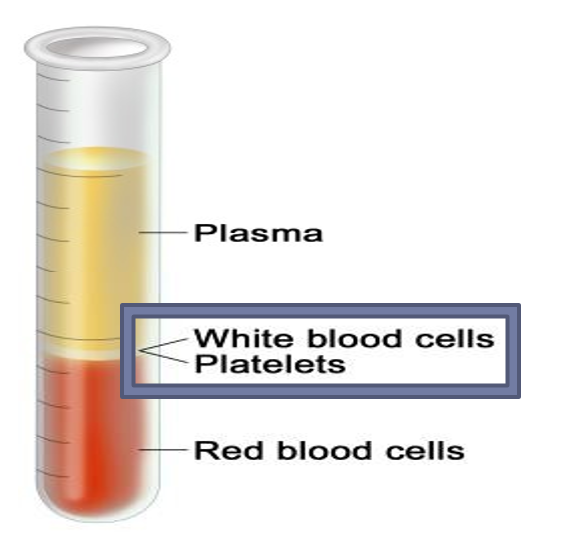 Plasma
White blood cells
Platelets
Red blood cells